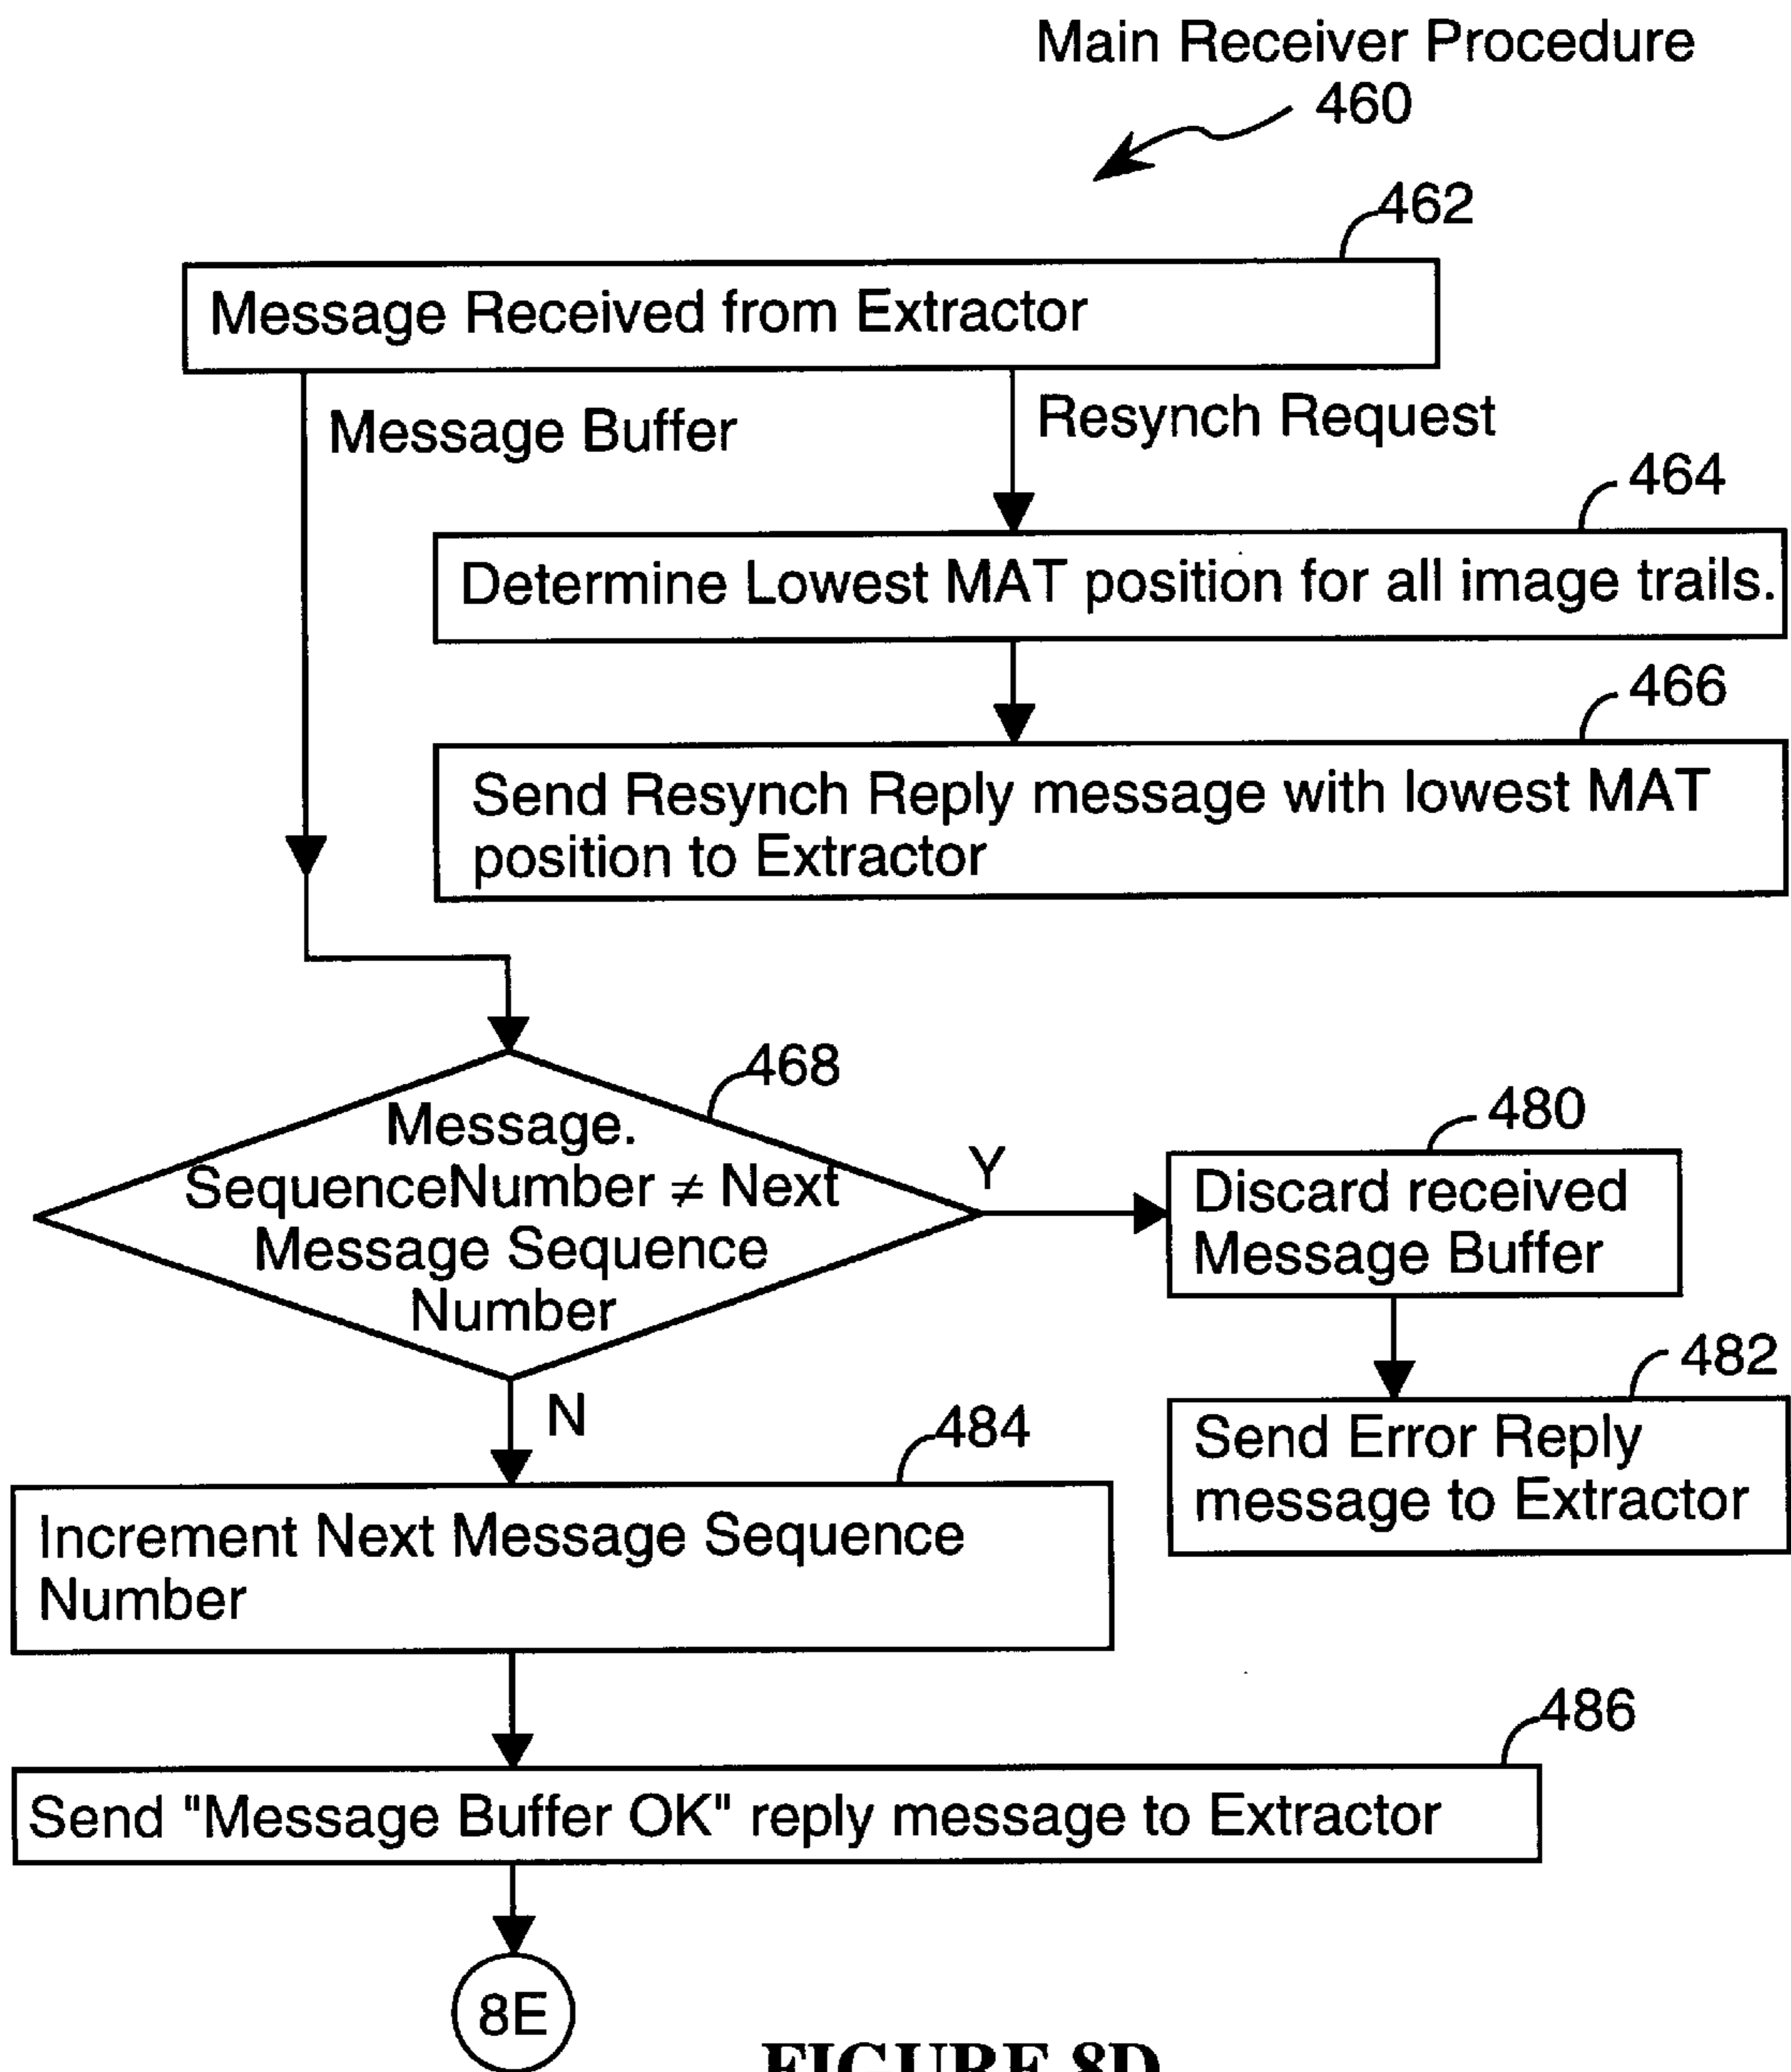 Main Receiver Procedure
460
462
Message Received from Extractor
Message Buffer
Resynch Request
464
Determine Lowest MAT position for all image trails.
466
Send Resynch Reply message with lowest MAT
position to Extractor
468
Message.
SequenceNumber ≠ Next
Message Sequence
Number
Y
480
Discard received
Message Buffer
482
Send Error Reply
message to Extractor
N
484
Increment Next Message Sequence
Number
486
Send "Message Buffer OK" reply message to Extractor
8E
FIGURE 8D